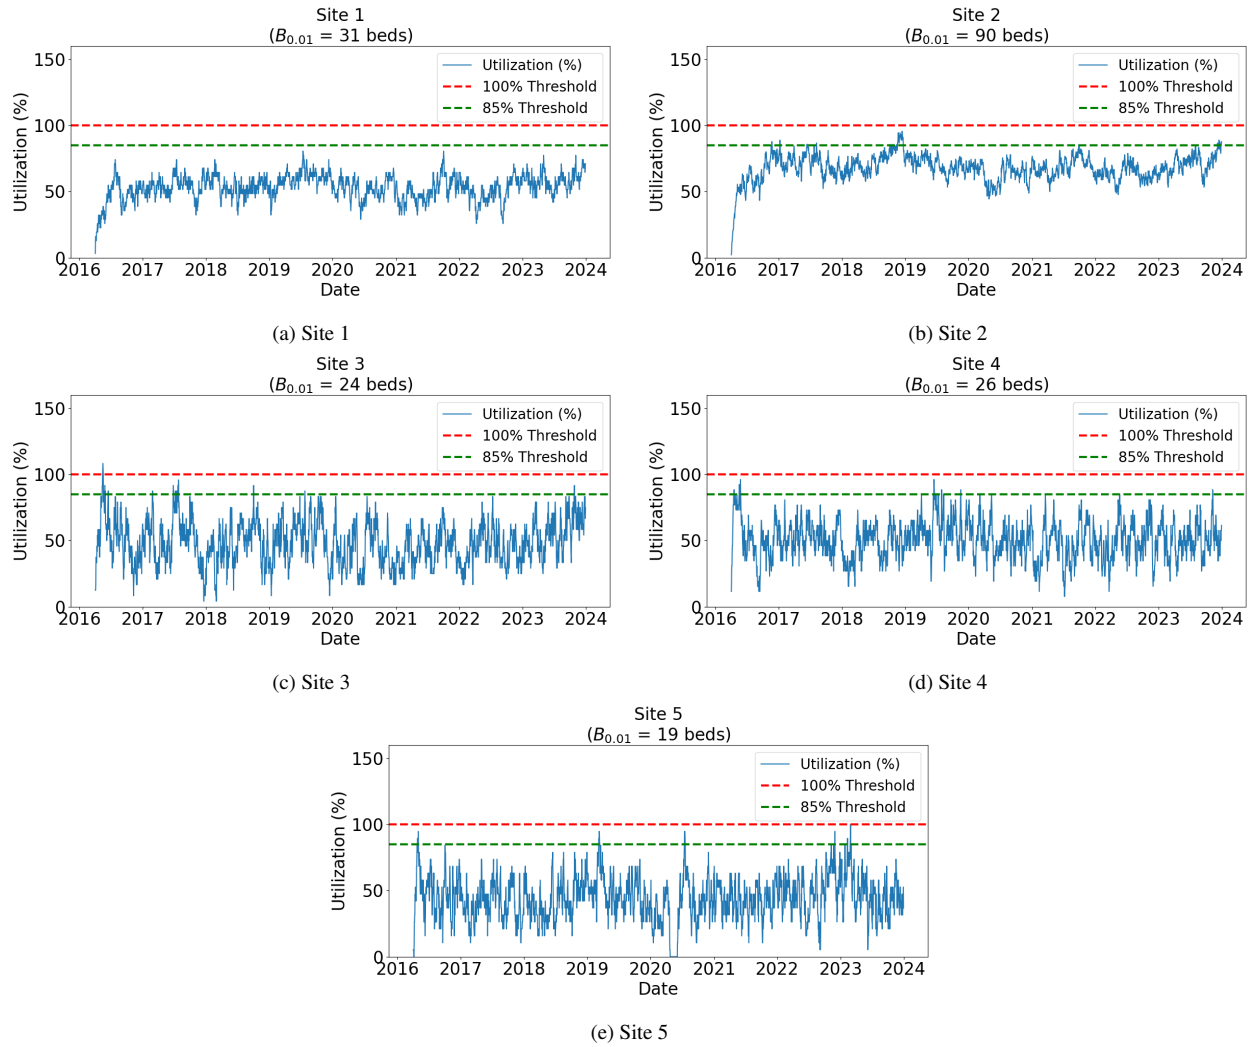 Site 1
(B0.01 = 31 beds)
Utilization (%)
100% Threshold
85% Threshold
150
100
50
0
Utilization (%)
2016 2017 2018 2019 2020 2021 2022 2023 2024
Date
(a) Site 1
Site 2
(B0.01 = 90 beds)
Utilization (%)
100% Threshold
85% Threshold
150
100
50
0
Utilization (%)
2016 2017 2018 2019 2020 2021 2022 2023 2024
Date
(b) Site 2
Site 3
(B0.01 = 24 beds)
Utilization (%)
100% Threshold
85% Threshold
150
100
50
0
Utilization (%)
2016 2017 2018 2019 2020 2021 2022 2023 2024
Date
(c) Site 3
Site 4
(B0.01 = 26 beds)
Utilization (%)
100% Threshold
85% Threshold
150
100
50
0
Utilization (%)
2016 2017 2018 2019 2020 2021 2022 2023 2024
Date
(d) Site 4
Site 5
(B0.01 = 19 beds)
Utilization (%)
100% Threshold
85% Threshold
150
100
50
0
Utilization (%)
2016 2017 2018 2019 2020 2021 2022 2023 2024
Date
(e) Site 5